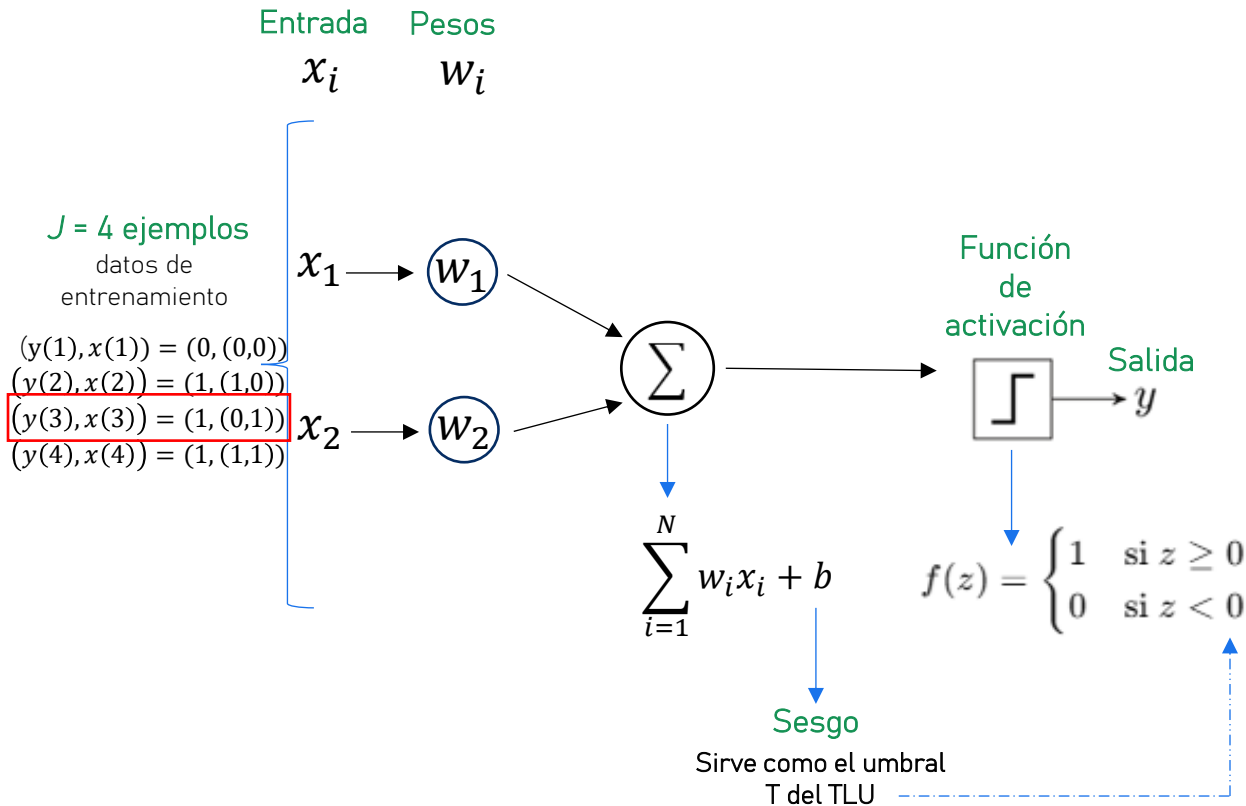 Entrada Pesos
x_i w_i
J = 4 ejemplos
datos de
entrenamiento
(y(1), x(1)) = (0, (0,0))
(y(2), x(2)) = (1, (1,0))
(y(3), x(3)) = (1, (0,1))
(y(4), x(4)) = (1, (1,1))
x_1 w_1
x_2 w_2
∑
Función
de
activación
Salida
y
∑_{i=1}^{N} w_i x_i + b
f(z) = { 1 si z ≥ 0
0 si z < 0
Sesgo
Sirve como el umbral
T del TLU